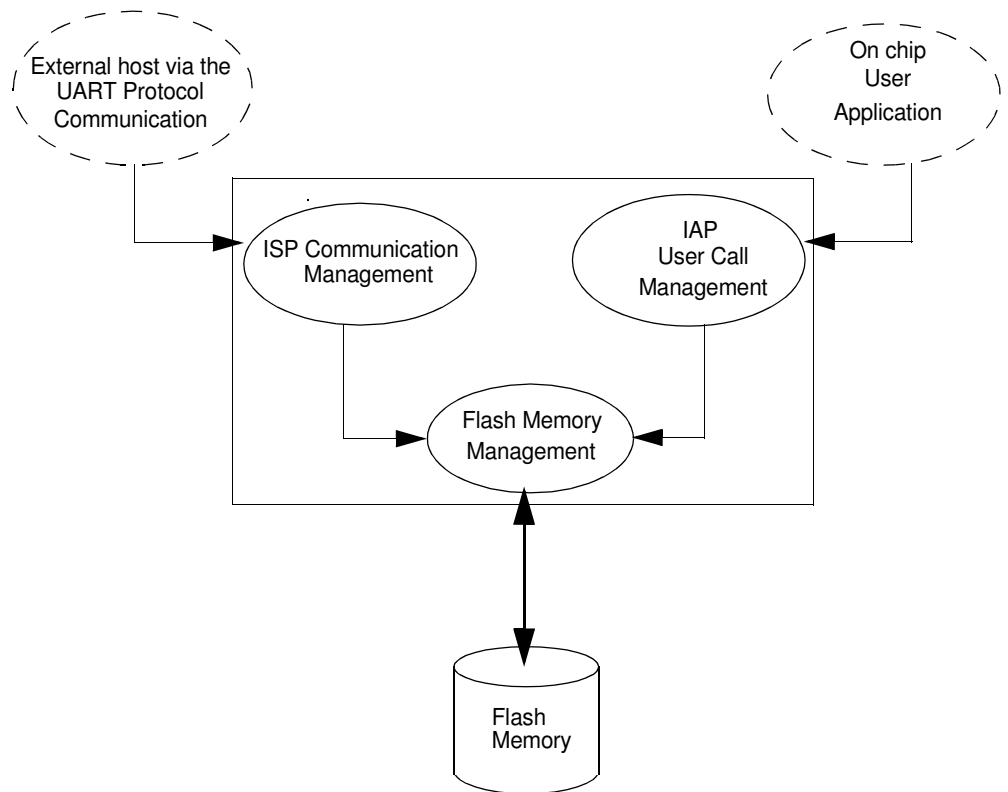 External host via the
UART Protocol
Communication
On chip
User
Application
ISP Communication
Management
IAP
User Call
Management
Flash Memory
Management
Flash
Memory